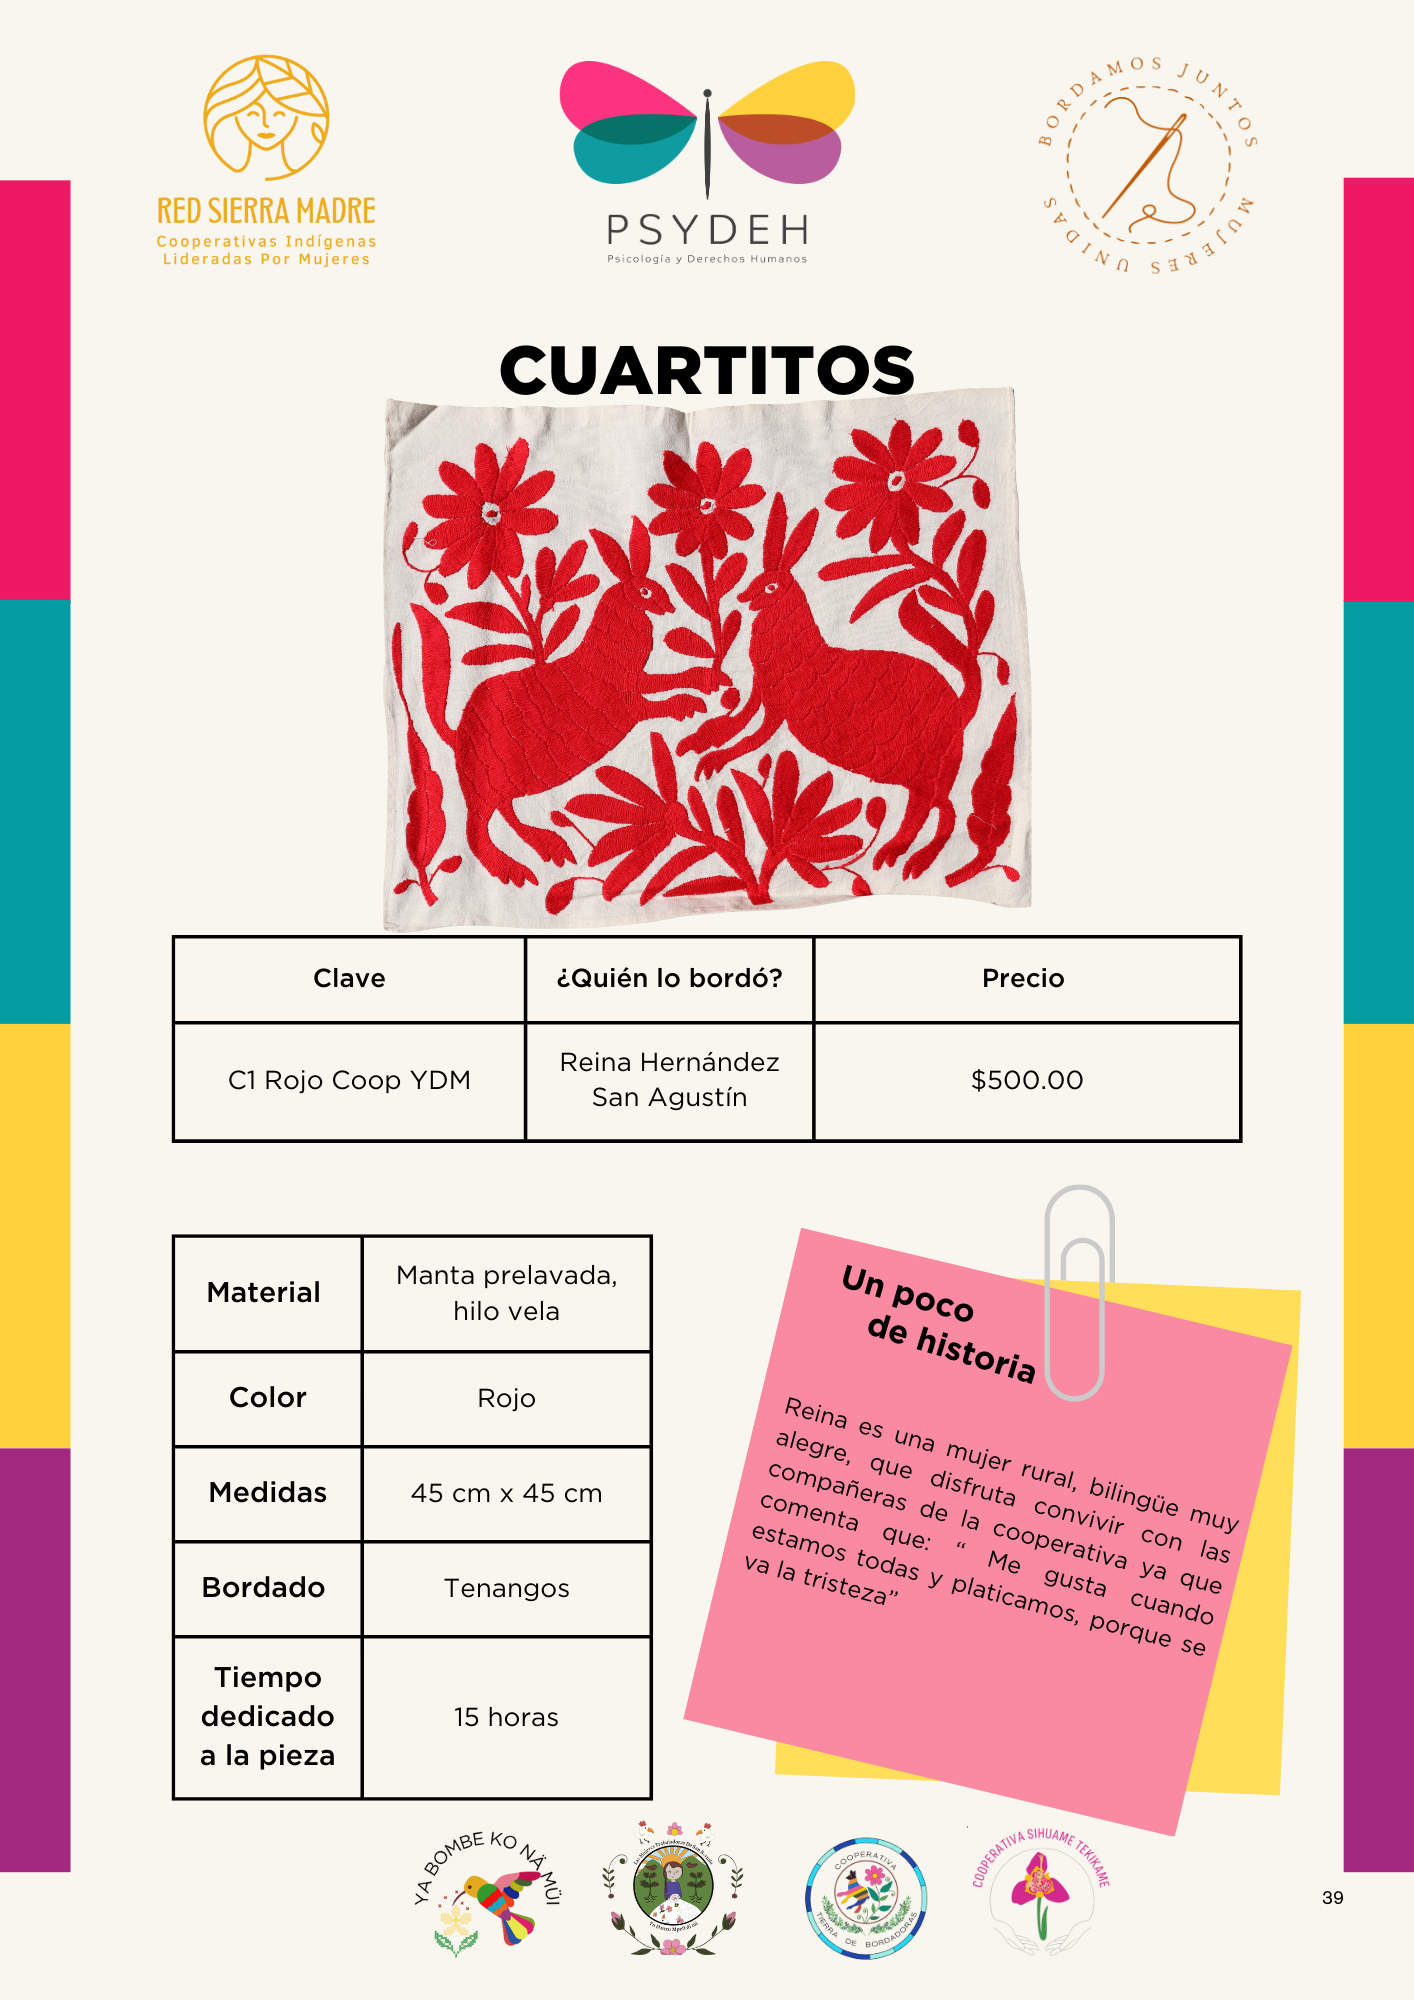 RED SIERRA MADRE
Cooperativas Indígenas
Lideradas Por Mujeres
PSYDEH
Psicología y Derechos Humanos
BORDAMOS JUNTOS
MUJERES UNIDAS
CUARTITOS
Clave
¿Quién lo bordó?
Precio
C1 Rojo Coop YDM
Reina Hernández
San Agustín
$500.00
Material
Manta prelavada,
hilo vela
Color
Rojo
Medidas
45 cm x 45 cm
Bordado
Tenangos
Tiempo
dedicado
a la pieza
15 horas
Un poco
de historia
Reina es una mujer rural, bilingüe muy
alegre, que disfruta convivir con las
compañeras de la cooperativa ya que
comenta que: “ Me gusta cuando
estamos todas y platicamos, porque se
va la tristeza”
YA BOMBE KO NÄ MÜI
COOPERATIVA
TIERRA DE BORDADORAS
COOPERATIVA SIHUAME TEKIKAME
39